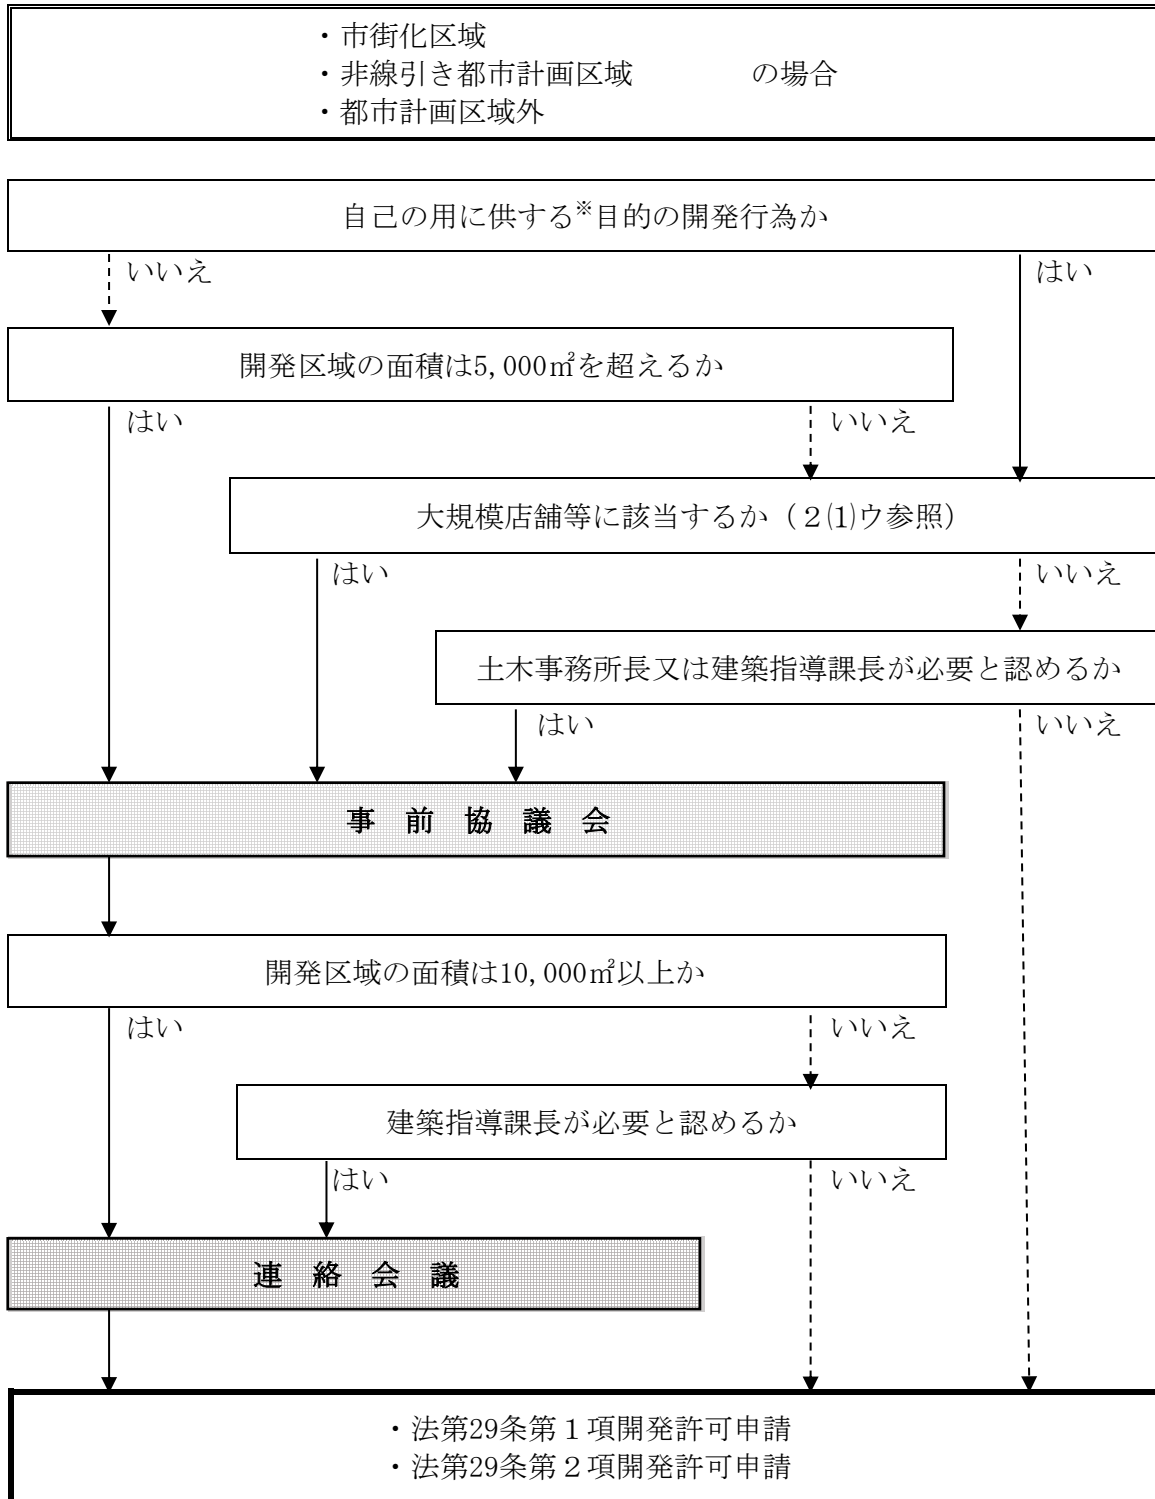 ・市街化区域
・非線引き都市計画区域　　　　の場合
・都市計画区域外
自己の用に供する※目的の開発行為か
いいえ　はい
開発区域の面積は5,000㎡を超えるか
はい　いいえ
大規模店舗等に該当するか（２⑴ウ参照）
はい　いいえ
土木事務所長又は建築指導課長が必要と認めるか
はい　いいえ
事　前　協　議　会
開発区域の面積は10,000㎡以上か
はい　いいえ
建築指導課長が必要と認めるか
はい　いいえ
連　絡　会　議
・法第29条第１項開発許可申請
・法第29条第２項開発許可申請